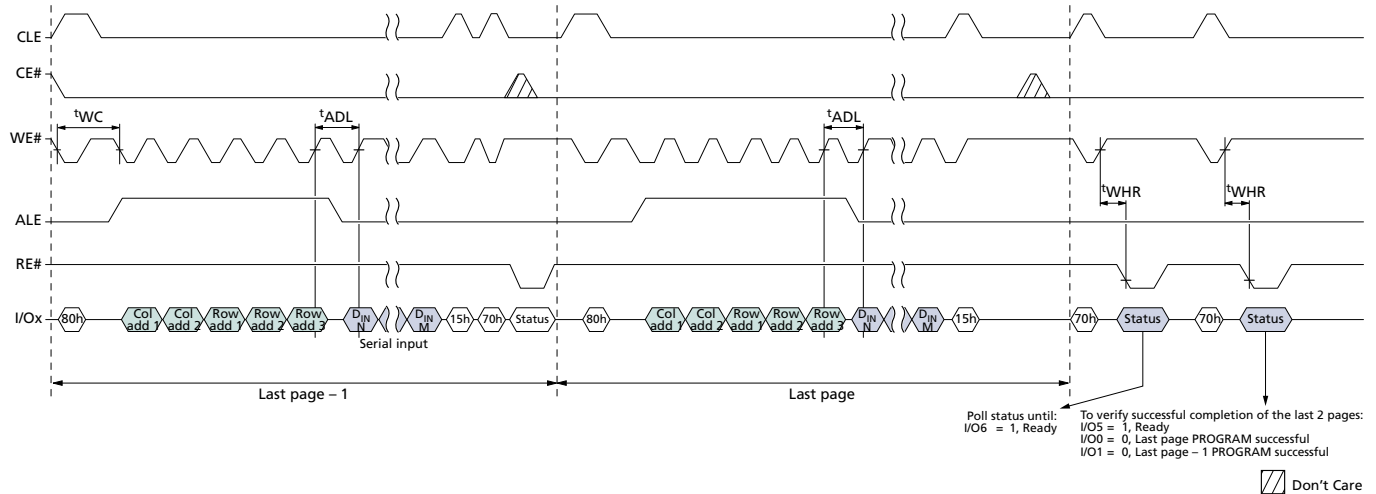 CLE
CE#
tWC
tADL
tADL
WE#
tWHR
tWHR
ALE
RE#
I/Ox
80h
Col add 1
Col add 2
Row add 1
Row add 2
Row add 3
DIN N
DIN M
15h
70h
Status
80h
Col add 1
Col add 2
Row add 1
Row add 2
Row add 3
DIN N
DIN M
15h
70h
Status
70h
Status
Serial input
Last page – 1
Last page
Poll status until:
I/O6 = 1, Ready
To verify successful completion of the last 2 pages:
I/O5 = 1, Ready
I/O0 = 0, Last page PROGRAM successful
I/O1 = 0, Last page – 1 PROGRAM successful
Don't Care